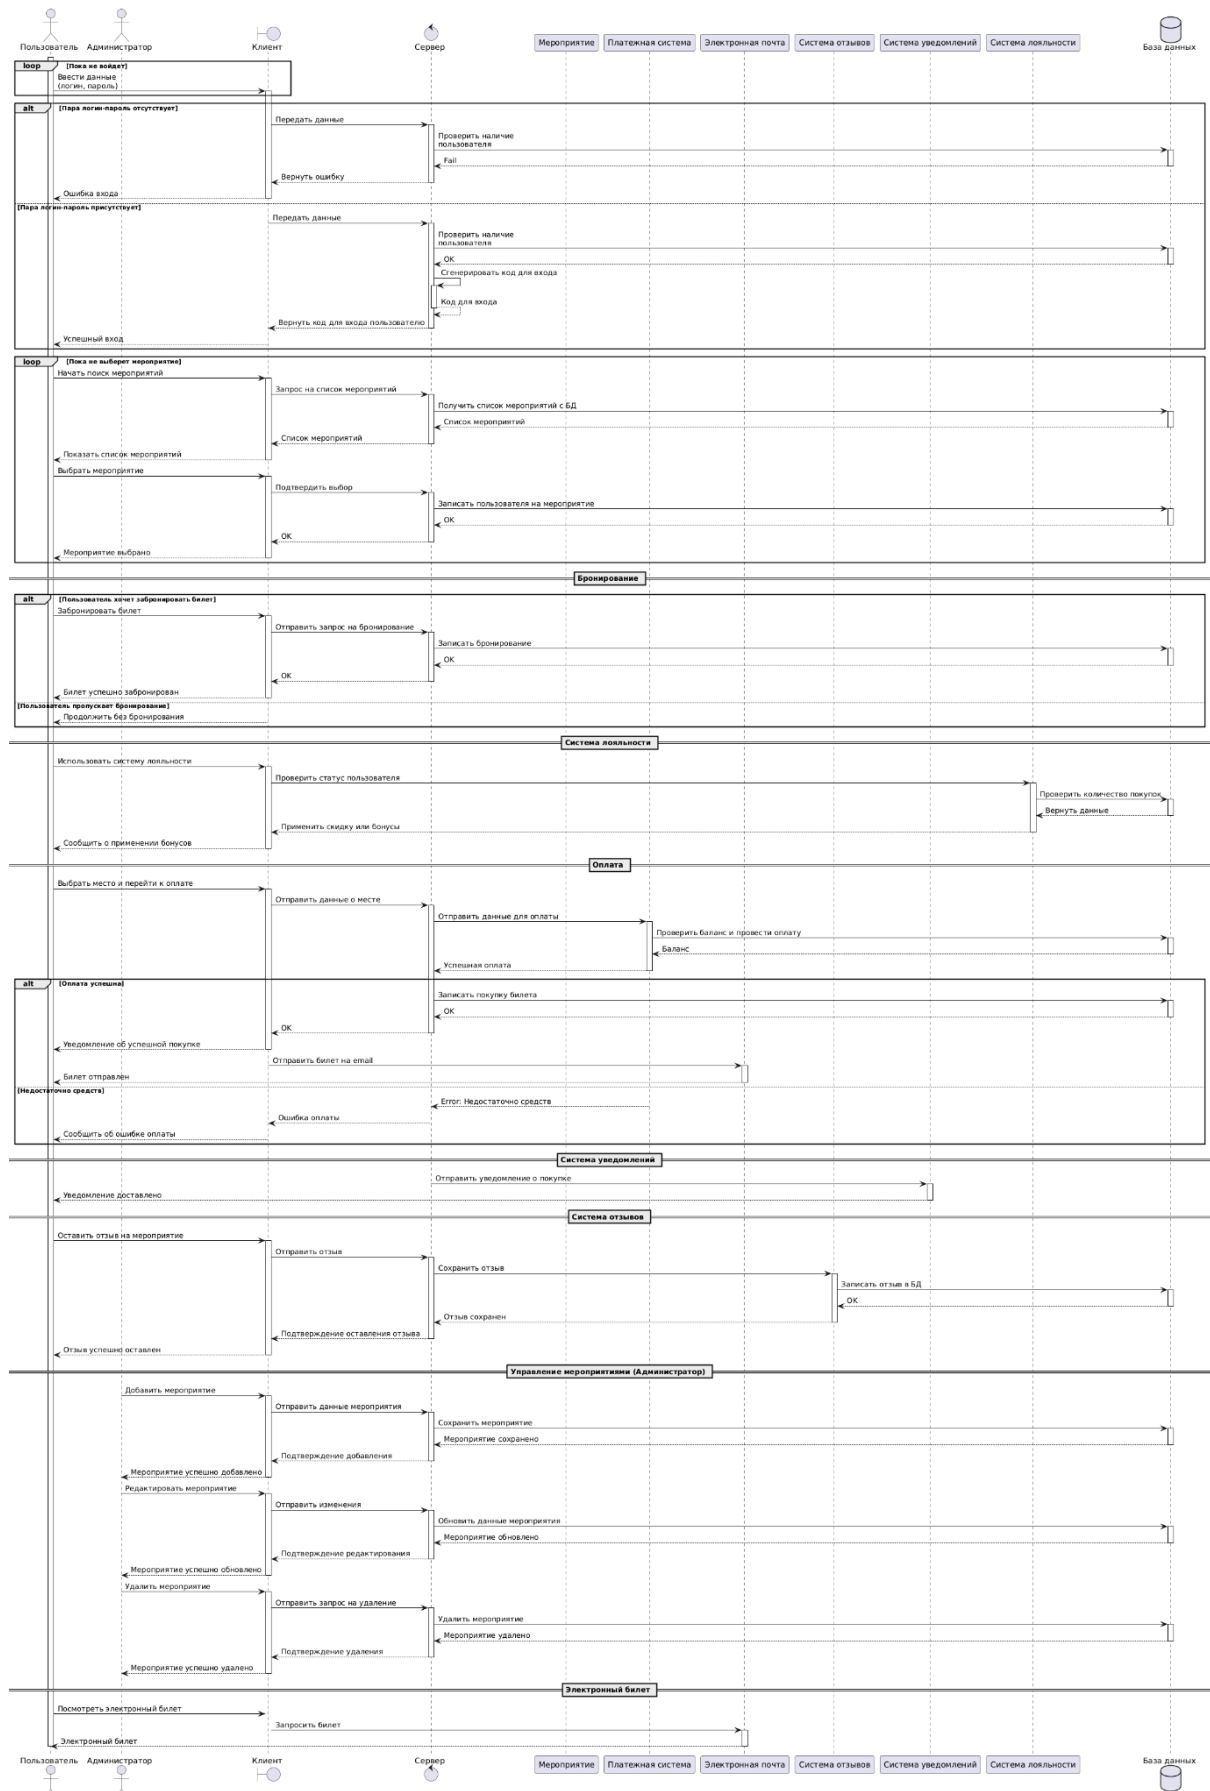 Пользователь Администратор Клиент Сервер Мероприятие Платежная система Электронная почта Система отзывов Система уведомлений Система лояльности База данных
loop [Пока не войдет]
Ввести данные
(логин, пароль)
alt [Пара логин-пароль отсутствует]
Передать данные
Проверить наличие
пользователя
Fail
Вернуть ошибку
Ошибка входа
[Пара логин-пароль присутствует]
Передать данные
Проверить наличие
пользователя
OK
Сгенерировать код для входа
Код для входа
Вернуть код для входа пользователю
Успешный вход
loop [Пока не выберет мероприятие]
Начать поиск мероприятий
Запрос на список мероприятий
Получить список мероприятий с БД
Список мероприятий
Список мероприятий
Показать список мероприятий
Выбрать мероприятие
Подтвердить выбор
Записать пользователя на мероприятие
OK
OK
Мероприятие выбрано
Бронирование
alt [Пользователь хочет забронировать билет]
Забронировать билет
Отправить запрос на бронирование
Записать бронирование
OK
OK
Билет успешно забронирован
[Пользователь пропускает бронирование]
Продолжить без бронирования
Система лояльности
Использовать систему лояльности
Проверить статус пользователя
Проверить количество покупок
Вернуть данные
Применить скидку или бонусы
Сообщить о применении бонусов
Оплата
Выбрать место и перейти к оплате
Отправить данные о месте
Отправить данные для оплаты
Проверить баланс и провести оплату
Баланс
Успешная оплата
alt [Оплата успешна]
Записать покупку билета
OK
OK
Уведомление об успешной покупке
Отправить билет на email
Билет отправлен
[Недостаточно средств]
Error: Недостаточно средств
Ошибка оплаты
Сообщить об ошибке оплаты
Система уведомлений
Отправить уведомление о покупке
Уведомление доставлено
Система отзывов
Оставить отзыв на мероприятие
Отправить отзыв
Сохранить отзыв
Записать отзыв в БД
OK
Отзыв сохранен
Подтверждение оставления отзыва
Отзыв успешно оставлен
Управление мероприятиями (Администратор)
Добавить мероприятие
Отправить данные мероприятия
Сохранить мероприятие
Мероприятие сохранено
Подтверждение добавления
Мероприятие успешно добавлено
Редактировать мероприятие
Отправить изменения
Обновить данные мероприятия
Мероприятие обновлено
Подтверждение редактирования
Мероприятие успешно обновлено
Удалить мероприятие
Отправить запрос на удаление
Удалить мероприятие
Мероприятие удалено
Подтверждение удаления
Мероприятие успешно удалено
Электронный билет
Посмотреть электронный билет
Запросить билет
Электронный билет
Пользователь Администратор Клиент Сервер Мероприятие Платежная система Электронная почта Система отзывов Система уведомлений Система лояльности База данных